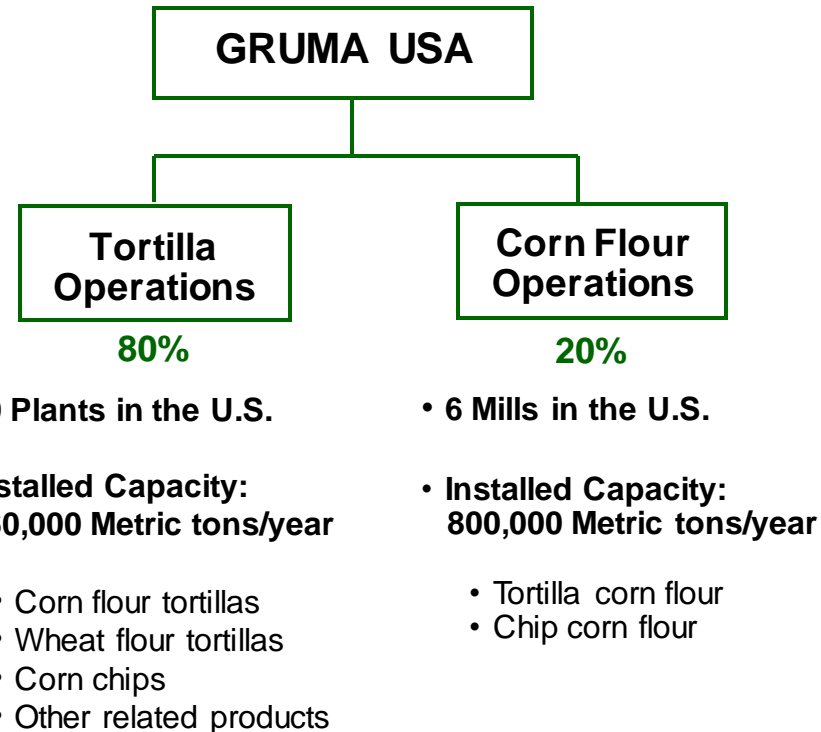 GRUMA USA
Tortilla
Operations
80%
Plants in the U.S.
Capacity:
Metric tons/year
• Corn flour tortillas
• Wheat flour tortillas
• Corn chips
• Other related products
Corn Flour
Operations
20%
• 6 Mills in the U.S.
• Installed Capacity:
800,000 Metric tons/year
• Tortilla corn flour
• Chip corn flour